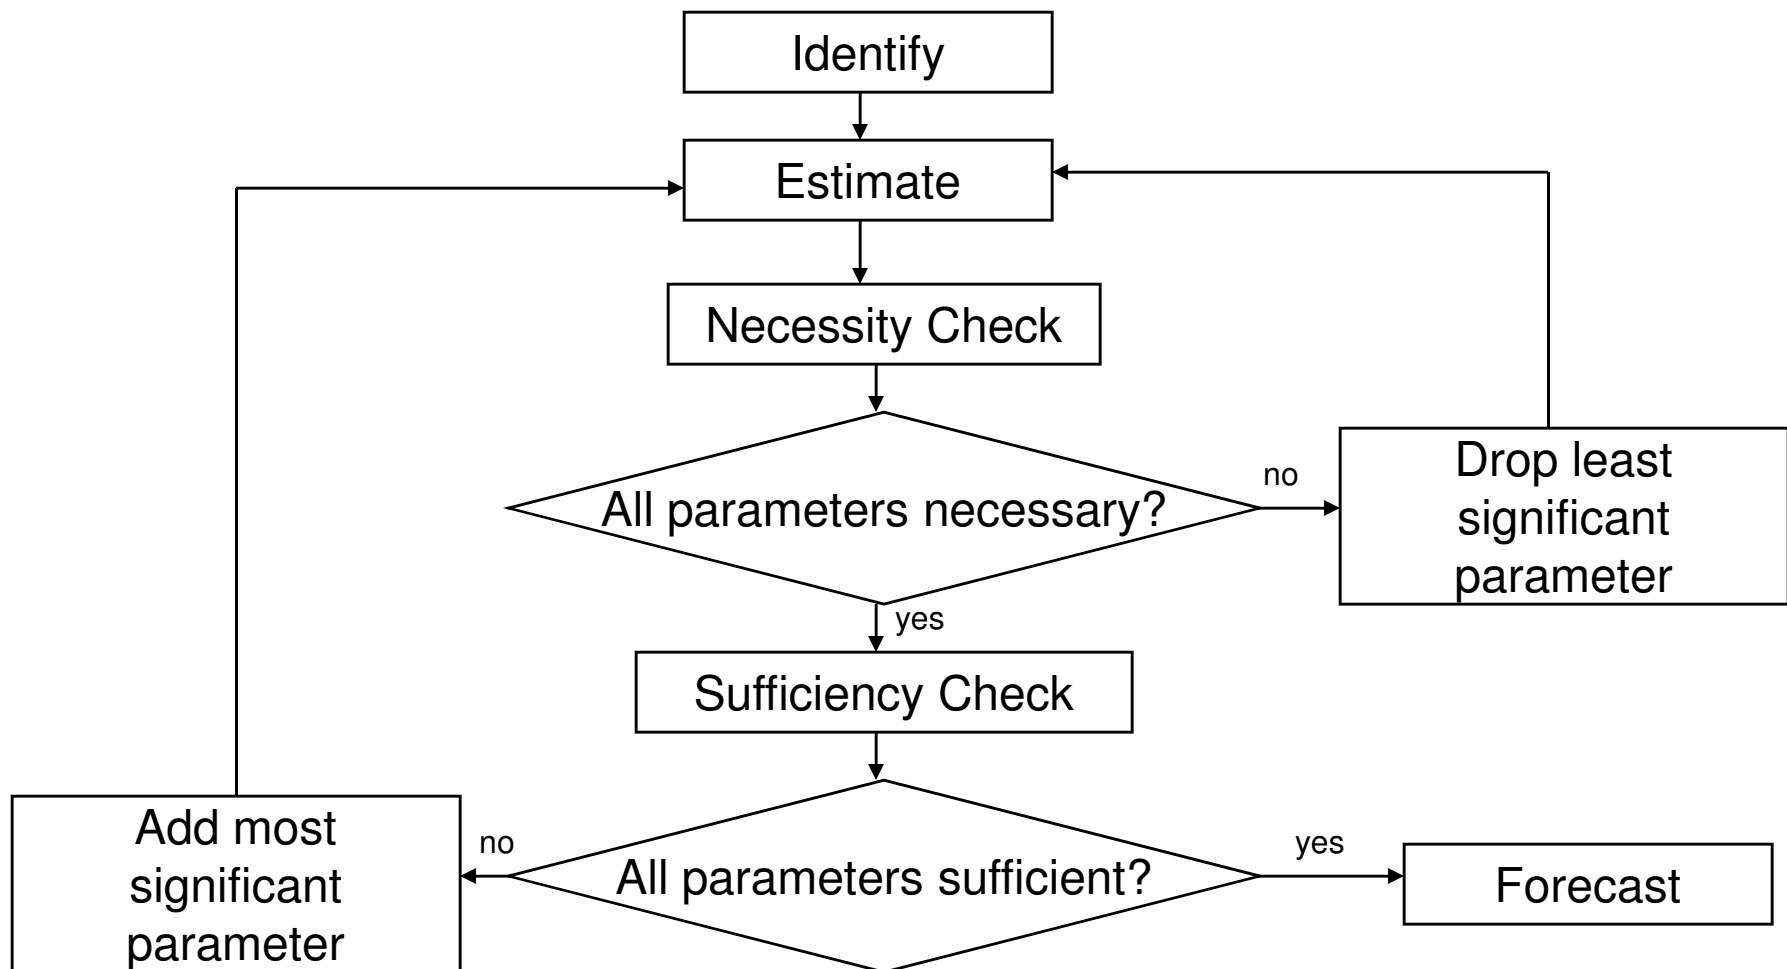 Identify
Estimate
Necessity Check
All parameters necessary?
no
Drop least
significant
parameter
yes
Sufficiency Check
Add most
significant
parameter
no
All parameters sufficient?
yes
Forecast